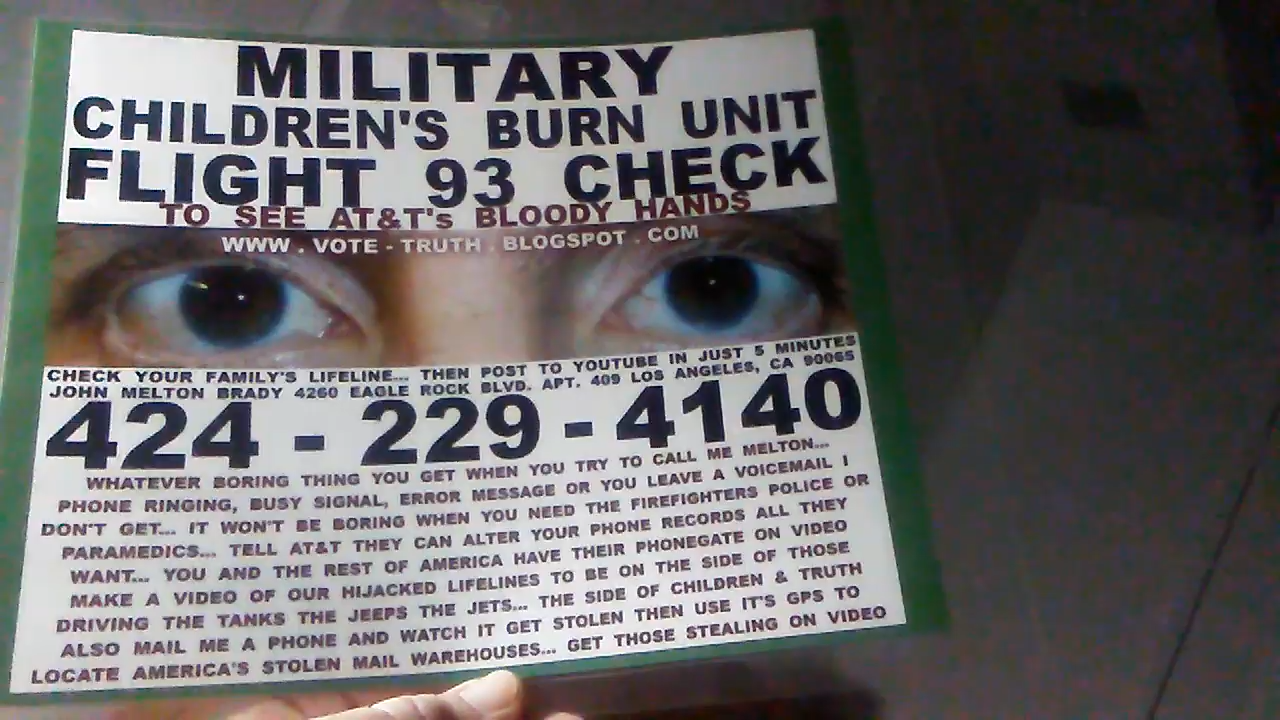 MILITARY
CHILDREN'S BURN UNIT
FLIGHT 93 CHECK
TO SEE AT&T's BLOODY HANDS
WWW . VOTE - TRUTH . BLOGSPOT . COM
CHECK YOUR FAMILY'S LIFELINE... THEN POST TO YOUTUBE IN JUST 5 MINUTES
JOHN MELTON BRADY 4260 EAGLE ROCK BLVD. APT. 409 LOS ANGELES, CA 90065
424 - 229 - 4140
WHATEVER BORING THING YOU GET WHEN YOU TRY TO CALL ME MELTON...
PHONE RINGING, BUSY SIGNAL, ERROR MESSAGE OR YOU LEAVE A VOICEMAIL I
DON'T GET... IT WON'T BE BORING WHEN YOU NEED THE FIREFIGHTERS POLICE OR
PARAMEDICS... TELL AT&T THEY CAN ALTER YOUR PHONE RECORDS ALL THEY
WANT... YOU AND THE REST OF AMERICA HAVE THEIR PHONEGATE ON VIDEO
MAKE A VIDEO OF OUR HIJACKED LIFELINES TO BE ON THE SIDE OF THOSE
DRIVING THE TANKS THE JEEPS THE JETS... THE SIDE OF CHILDREN & TRUTH
ALSO MAIL ME A PHONE AND WATCH IT GET STOLEN THEN USE IT'S GPS TO
LOCATE AMERICA'S STOLEN MAIL WAREHOUSES... GET THOSE STEALING ON VIDEO